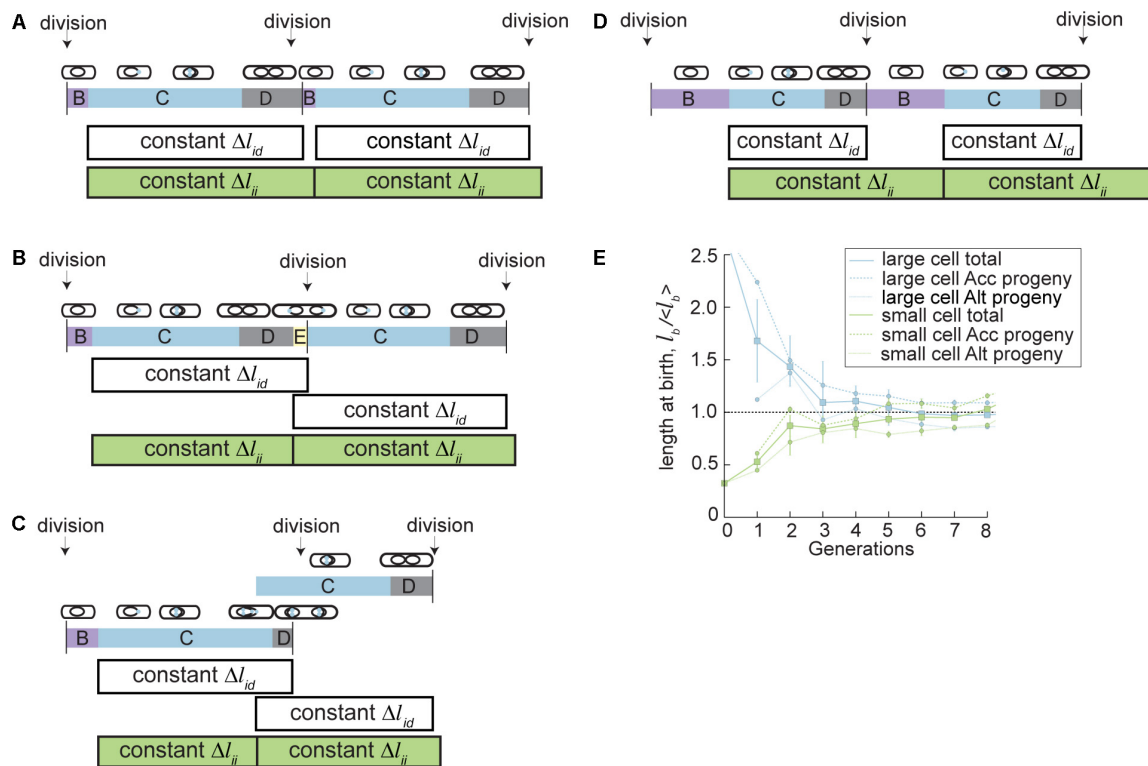 A
division
division
division
B C D B C D
constant Δl_id constant Δl_id
constant Δl_ii constant Δl_ii
B
division
division
division
B C D E C D
constant Δl_id
constant Δl_id
constant Δl_ii constant Δl_ii
C
division
division
division
C D
B C D
constant Δl_id
constant Δl_id
constant Δl_ii constant Δl_ii
D
division
division
division
B C D B C D
constant Δl_id constant Δl_id
constant Δl_ii constant Δl_ii
E
large cell total
large cell Acc progeny
large cell Alt progeny
small cell total
small cell Acc progeny
small cell Alt progeny
length at birth, l_b/<l_b>
2.5
2.0
1.5
1.0
0.5
0
0 1 2 3 4 5 6 7 8
Generations